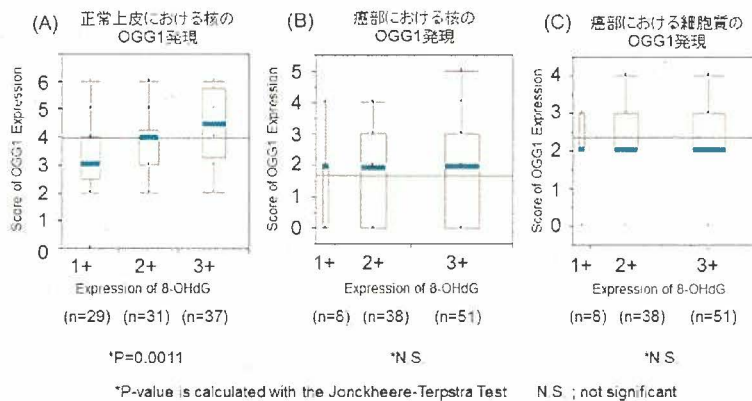 (A) 正常上皮における核の
OGG1発現
Score of OGG1 Expression
6
5
4
3
2
0
1+ 2+ 3+
Expression of 8-OHdG
(n=29) (n=31) (n=37)
*P=0.0011
(B) 癌部における核の
OGG1発現
Score of OGG1 Expression
5
4
3
2
1
0
1+ 2+ 3+
Expression of 8-OHdG
(n=8) (n=38) (n=51)
*N.S.
(C) 癌部における細胞質の
OGG1発現
Score of OGG1 Expression
4
3
2
1
0
1+ 2+ 3+
Expression of 8-OHdG
(n=8) (n=38) (n=51)
*N.S.
*P-value is calculated with the Jonckheere-Terpstra Test N.S. ; not significant